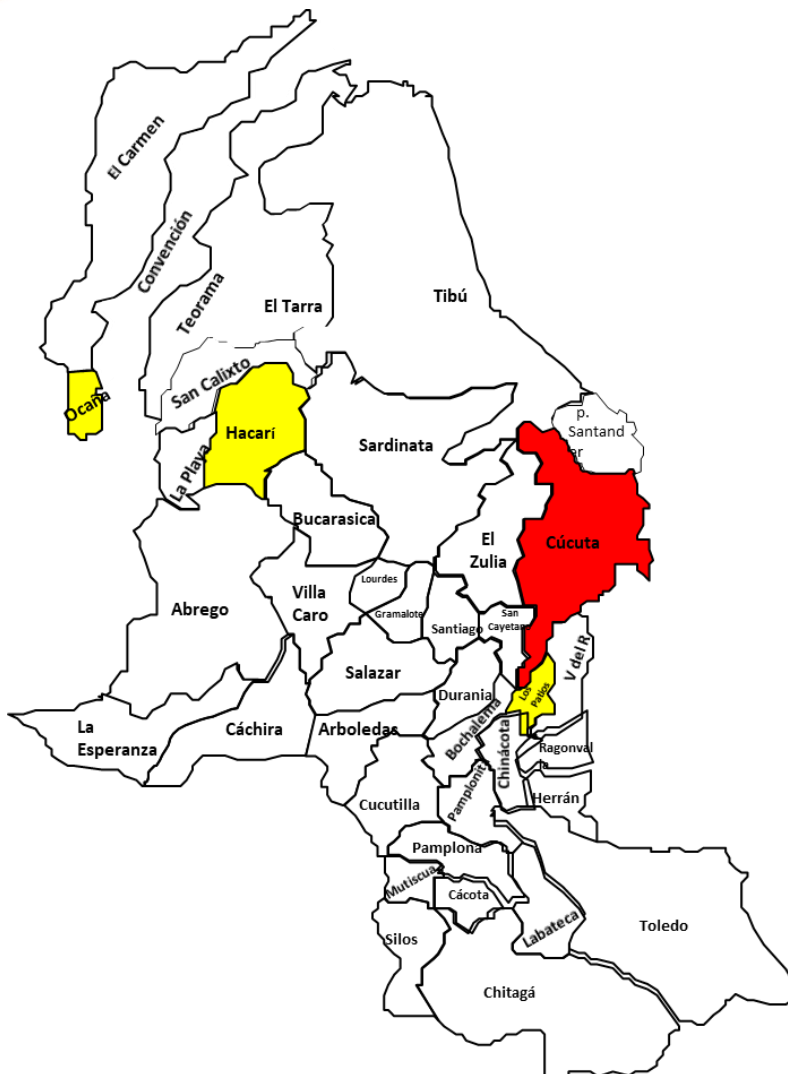 El Carmen
Convención
Teorama
El Tarra
Tibú
San Calixto
Ocaña
p.
Santand
er
Hacarí
La Playa
Sardinata
Bucarasica
El
Zulia
Cúcuta
Lourdes
Villa
Caro
Abrego
Gramalote
San
Cayetano
Santiago
V del R
Salazar
Durania
Los
Patios
La
Esperanza
Cáchira
Arboledas
Bochalema
Chinácota
Ragonval
a
Pamplonita
Herrán
Cucutilla
Pamplona
Mutiscua
Cácota
Labateca
Toledo
Silos
Chitagá